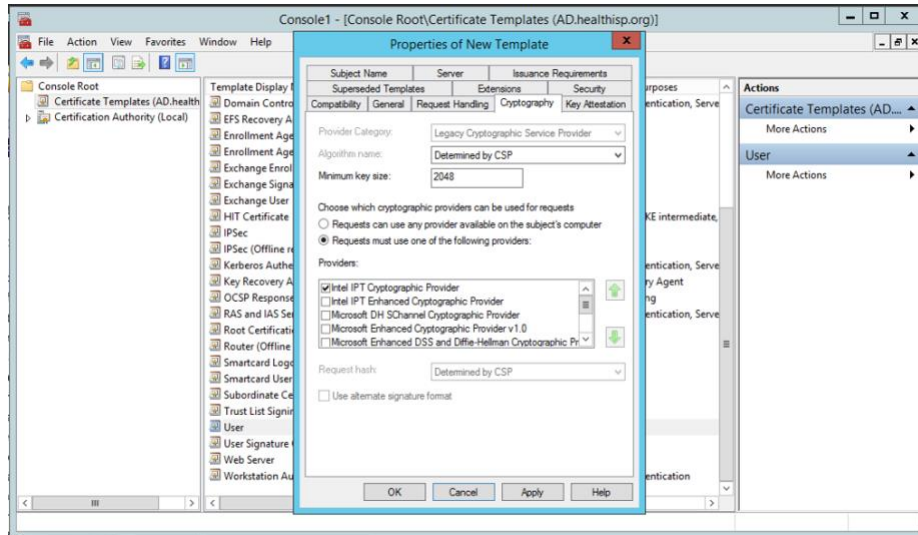 Console1 - [Console Root\Certificate Templates (AD.healthisp.org)]
File Action View Favorites Window Help
Console Root
Certificate Templates (AD.health
Certification Authority (Local)
Template Display
Domain Contro
EFS Recovery A
Enrollment Age
Enrollment Age
Exchange Enrol
Exchange Signa
Exchange User
HIT Certificate
IPSec
IPSec (Offline re
Kerberos Authe
Key Recovery A
OCSP Response
RAS and IAS Ser
Root Certificati
Router (Offline
Smartcard Logo
Smartcard User
Subordinate Ce
Trust List Signin
User
User Signature
Web Server
Workstation Au
Properties of New Template
Subject Name Server Issuance Requirements
Superseded Templates Extensions Security
Compatibility General Request Handling Cryptography Key Attestation
Provider Category: Legacy Cryptographic Service Provider
Algorithm name: Determined by CSP
Minimum key size: 2048
Choose which cryptographic providers can be used for requests
Requests can use any provider available on the subject's computer
Requests must use one of the following providers:
Providers:
Intel IPT Cryptographic Provider
Intel IPT Enhanced Cryptographic Provider
Microsoft DH SChannel Cryptographic Provider
Microsoft Enhanced Cryptographic Provider v1.0
Microsoft Enhanced DSS and Diffie-Hellman Cryptographic Pr
Request hash: Determined by CSP
Use alternate signature format
OK Cancel Apply Help
urposes
entication, Serve
KE intermediate,
entication, Serve
ry Agent
ng
entication, Serve
entication
Actions
Certificate Templates (AD....
More Actions
User
More Actions